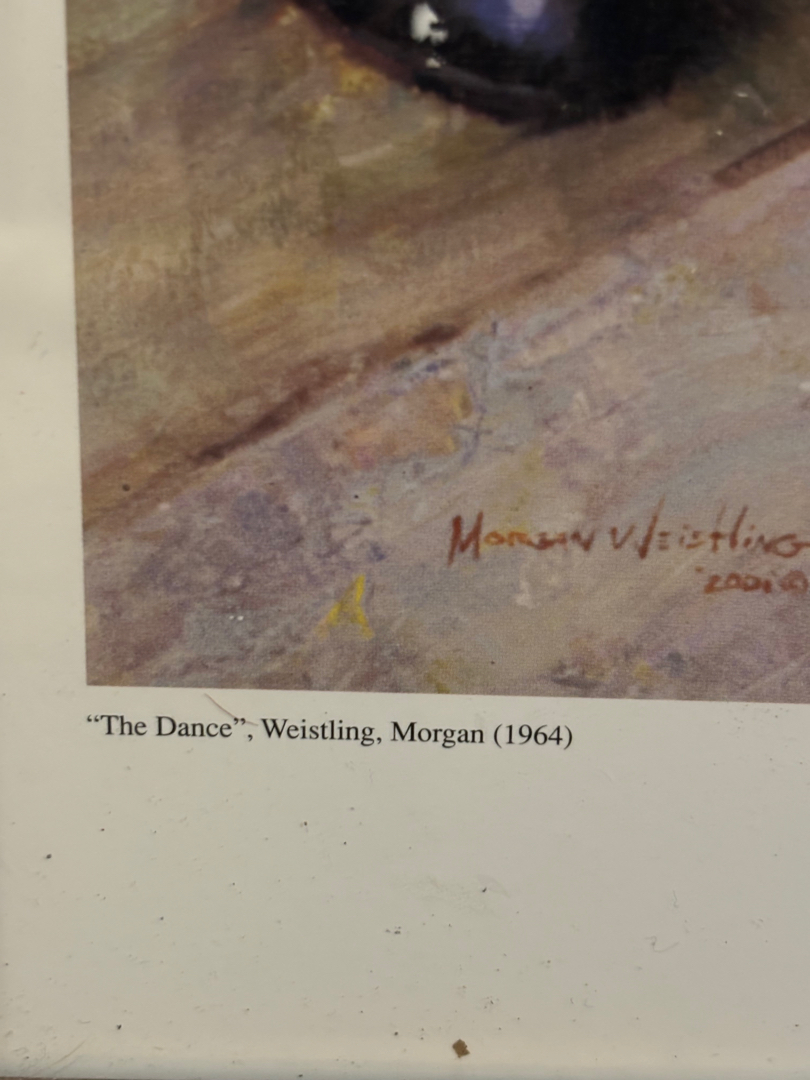 Morgan Weistling
2001©
“The Dance”, Weistling, Morgan (1964)